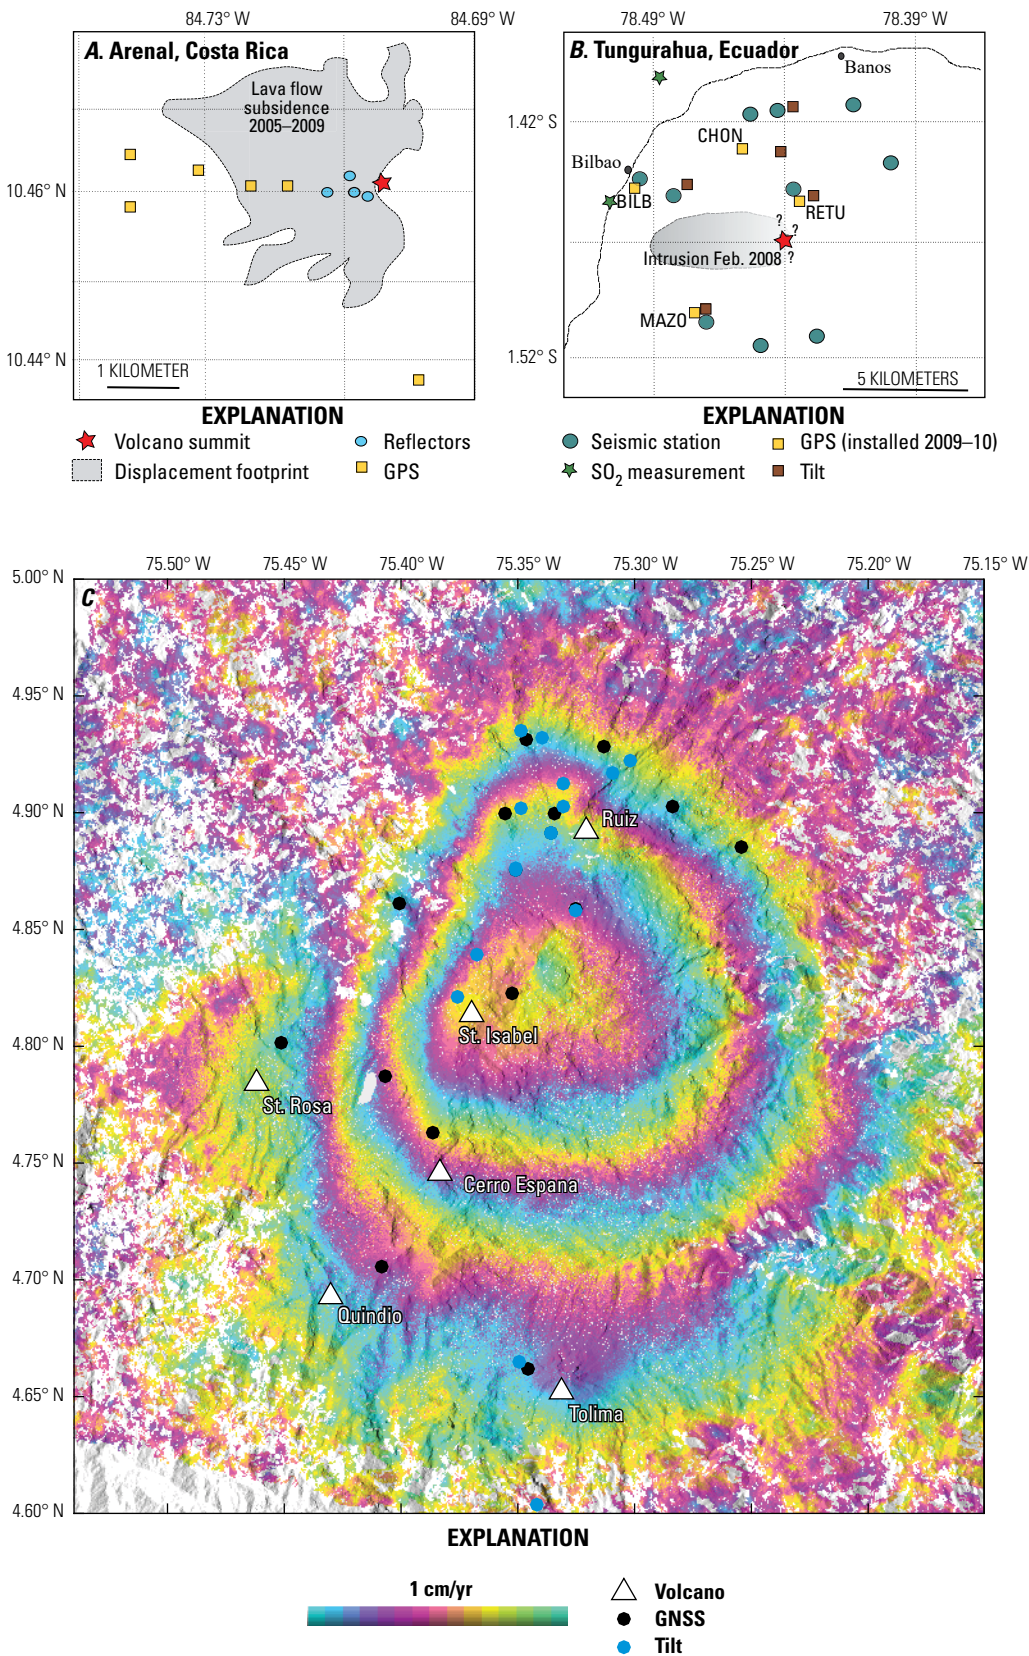 84.73° W
84.69° W
78.49° W
78.39° W
A. Arenal, Costa Rica
B. Tungurahua, Ecuador
Lava flow
subsidence
2005–2009
Banos
1.42° S
CHON
Bilbao
10.46° N
BILB
RETU
?
?
Intrusion Feb. 2008
?
MAZO
10.44° N
1.52° S
1 KILOMETER
5 KILOMETERS
EXPLANATION
Volcano summit
Reflectors
Displacement footprint
GPS
EXPLANATION
Seismic station
GPS (installed 2009–10)
SO2 measurement
Tilt
75.50° W
75.45° W
75.40° W
75.35° W
75.30° W
75.25° W
75.20° W
75.15° W
5.00° N
C
4.95° N
4.90° N
Ruiz
4.85° N
St. Isabel
4.80° N
St. Rosa
4.75° N
Cerro Espana
4.70° N
Quindio
4.65° N
Tolima
4.60° N
EXPLANATION
1 cm/yr
Volcano
GNSS
Tilt